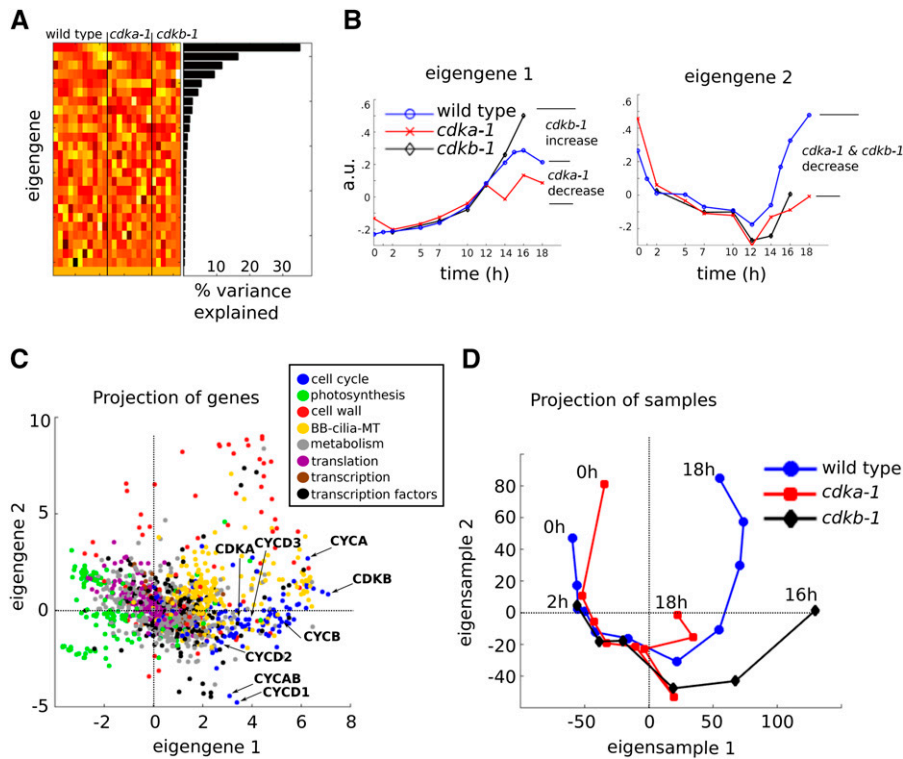 A
wild type cdka-1 cdkb-1
eigengene
10 20 30
% variance
explained
B
eigengene 1
wild type
cdka-1
cdkb-1
cdkb-1
increase
cdka-1
decrease
a.u.
.6
.4
.2
0
-.2
0 1 2 5 7 10 12 14 16 18
time (h)
eigengene 2
cdka-1 & cdkb-1
decrease
.6
.4
.2
0
-.2
0 1 2 5 7 10 12 14 16 18
time (h)
C
Projection of genes
cell cycle
photosynthesis
cell wall
BB-cilia-MT
metabolism
translation
transcription
transcription factors
eigengene 2
10
5
0
-5
CDKA
CYCD3
CYCA
CDKB
CYCB
CYCD2
CYCAB
CYCD1
-2 0 2 4 6 8
eigengene 1
D
Projection of samples
wild type
cdka-1
cdkb-1
eigensample 2
80
60
40
20
0
-20
-40
0h
0h
18h
2h
18h
16h
-50 0 50 100
eigensample 1